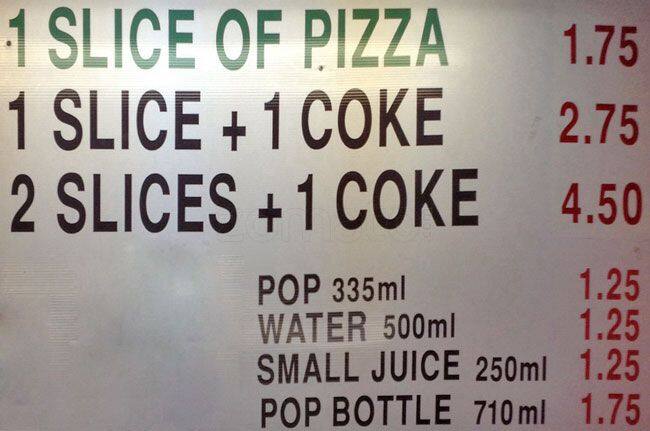 1 SLICE OF PIZZA 1.75
1 SLICE + 1 COKE 2.75
2 SLICES + 1 COKE 4.50
POP 335ml 1.25
WATER 500ml 1.25
SMALL JUICE 250ml 1.25
POP BOTTLE 710ml 1.75